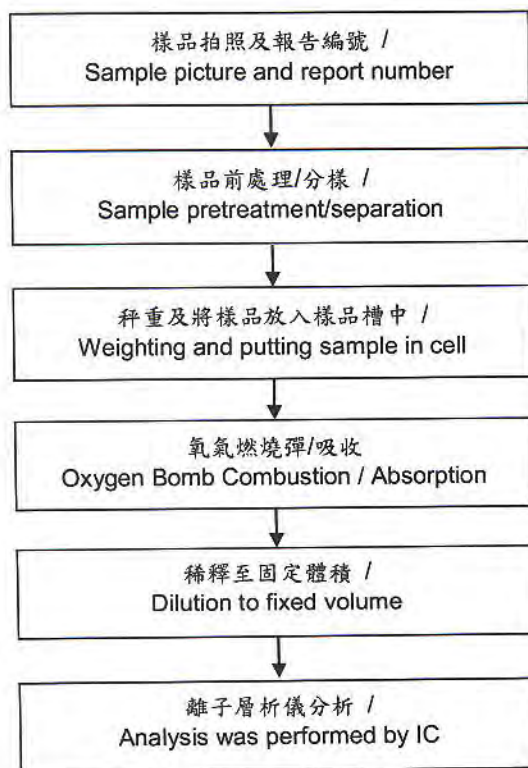 樣品拍照及報告編號 /
Sample picture and report number
樣品前處理/分樣 /
Sample pretreatment/separation
秤重及將樣品放入樣品槽中 /
Weighting and putting sample in cell
氧氣燃燒彈/吸收
Oxygen Bomb Combustion / Absorption
稀釋至固定體積 /
Dilution to fixed volume
離子層析儀分析 /
Analysis was performed by IC